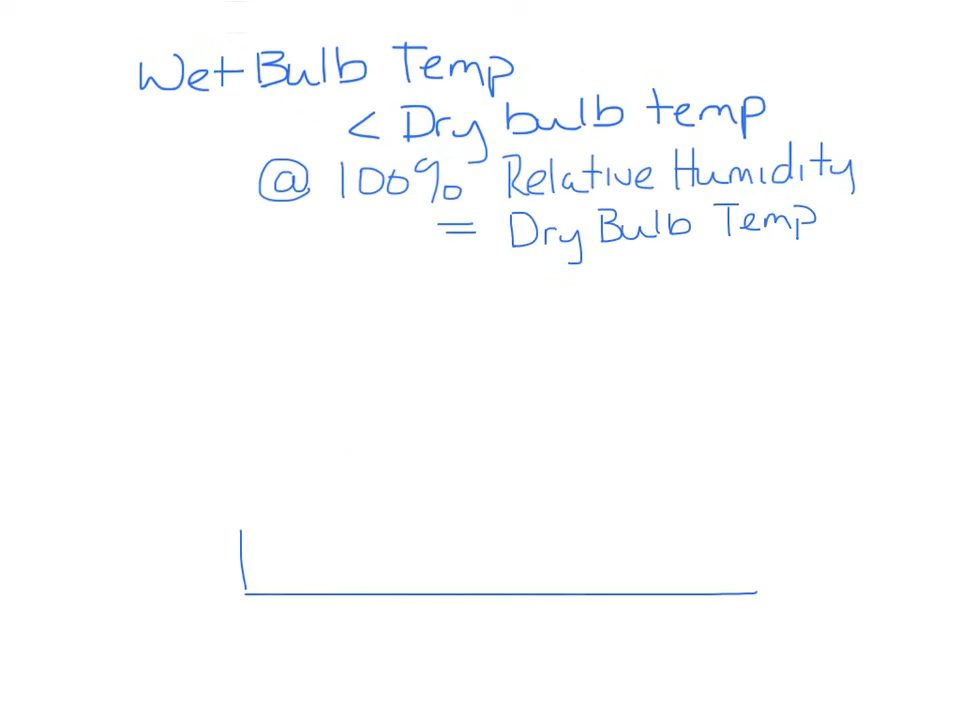 Wet Bulb Temp
< Dry bulb temp
@ 100% Relative Humidity
= Dry Bulb Temp